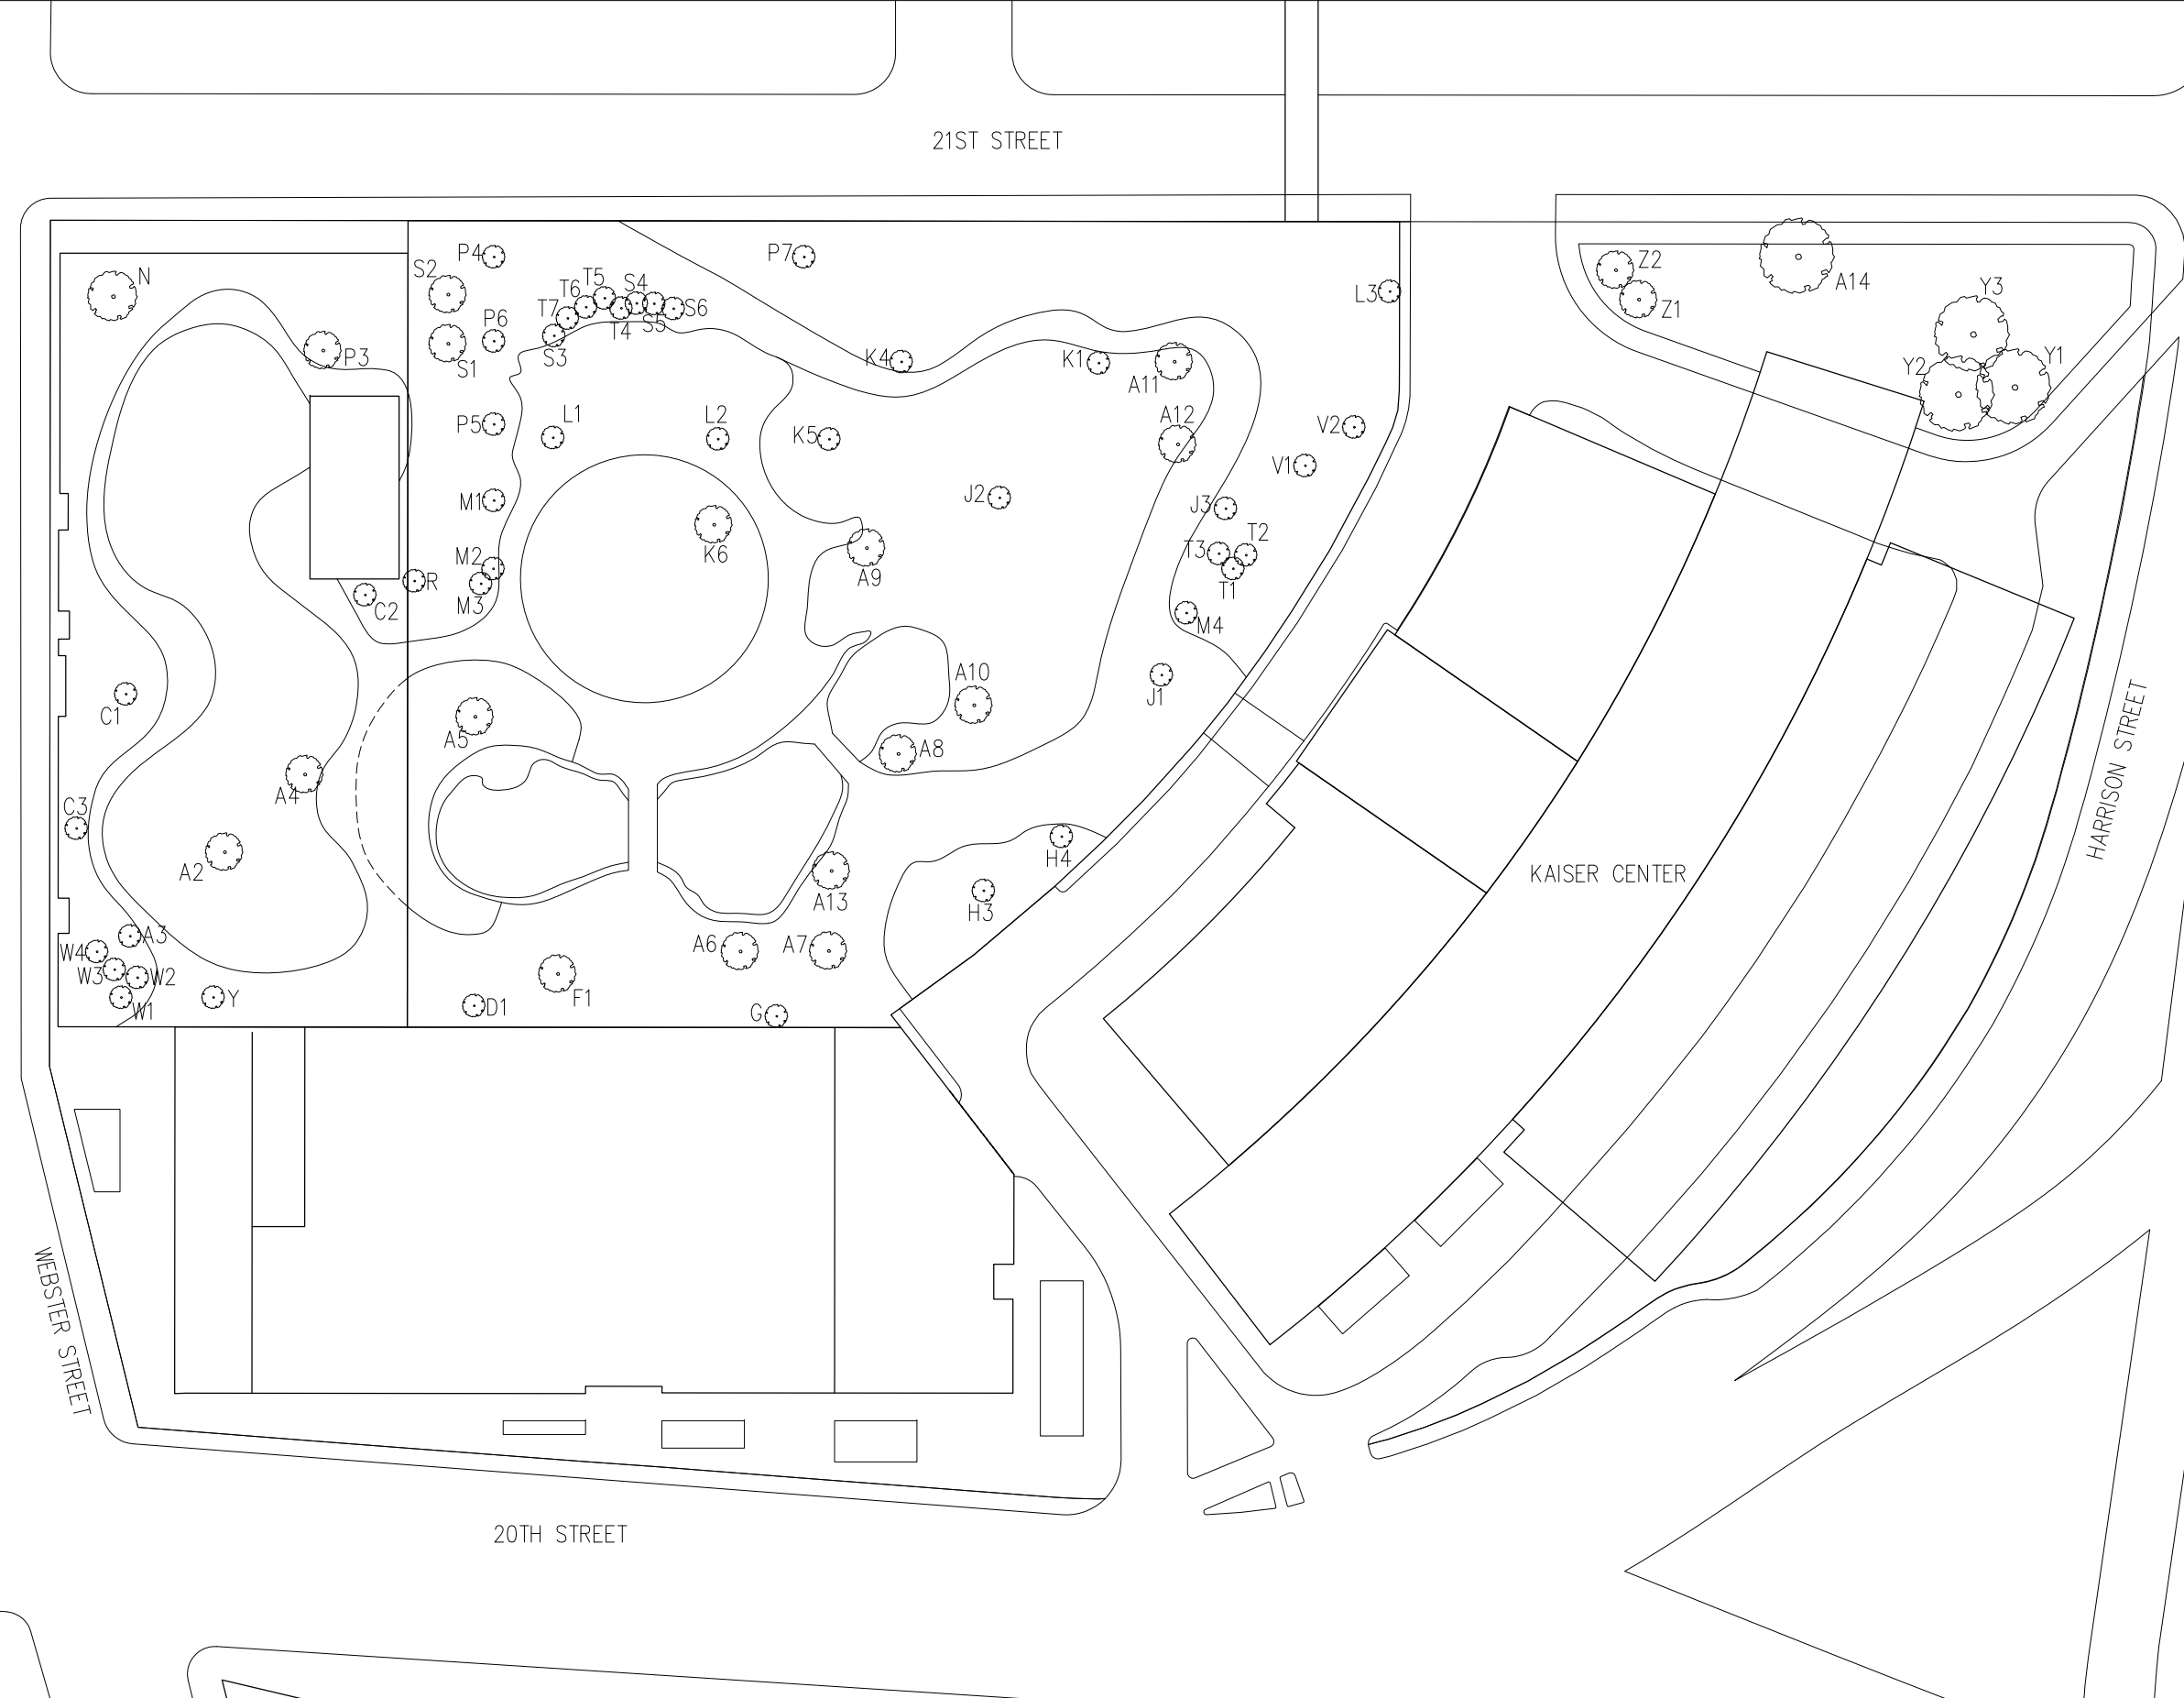 21ST STREET
P4
P7
S2
N
T5
S4
T6
T7
S6
L3
Z2
A14
Z1
Y3
P6
T4
S5
P3
S1
S3
K4
K1
A11
Y2
Y1
P5
L1
L2
K5
A12
V2
V1
M1
J2
J3
M2
K6
T3
T2
A9
R
C2
M3
T1
M4
A10
C1
A5
J1
A8
A4
C3
HARRISON STREET
A2
H4
KAISER CENTER
A13
H3
W4
A3
A6
A7
W3
W2
Y
W1
D1
F1
G
WEBSTER STREET
20TH STREET